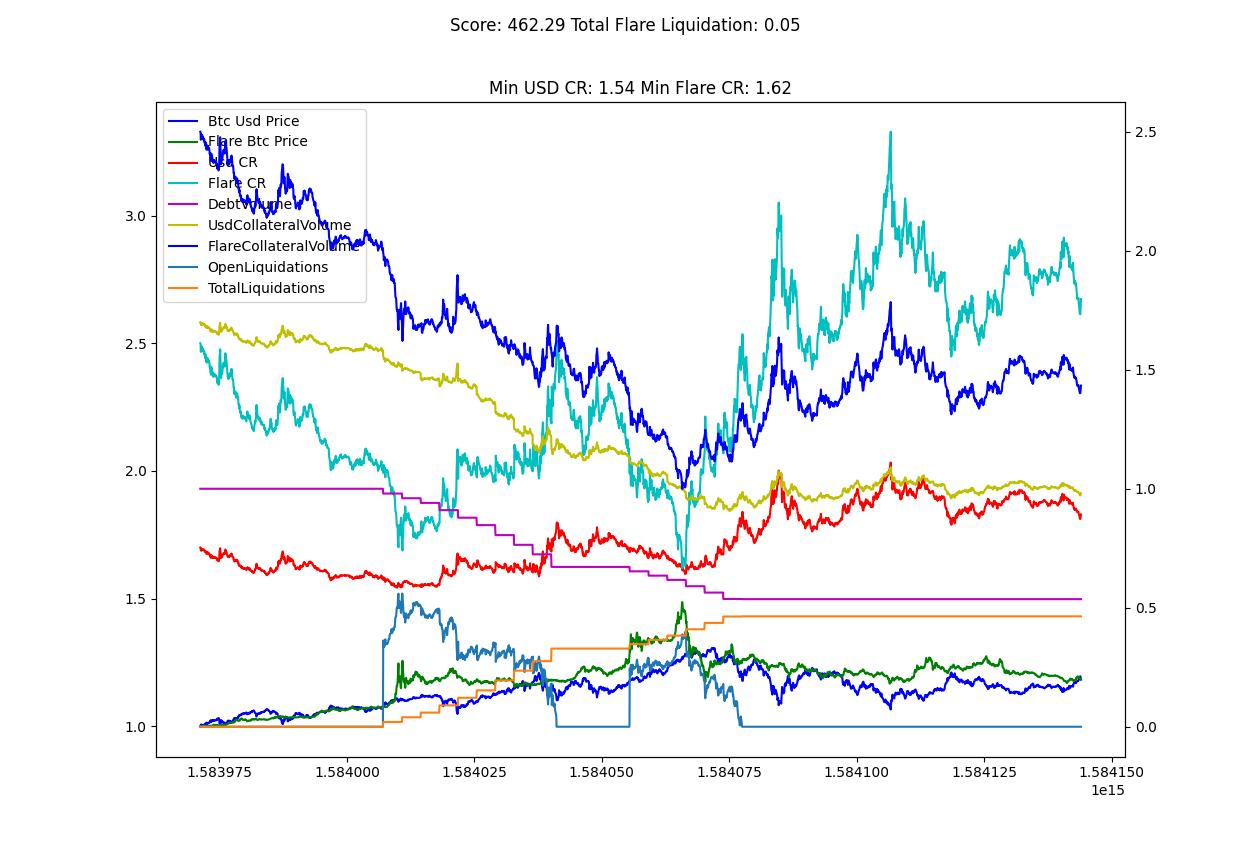 Score: 462.29 Total Flare Liquidation: 0.05
Min USD CR: 1.54 Min Flare CR: 1.62
Btc Usd Price
Flare Btc Price
Usd CR
Flare CR
DebtVolume
UsdCollateralVolume
FlareCollateralVolume
OpenLiquidations
TotalLiquidations
3.0
2.5
2.0
1.5
1.0
2.5
2.0
1.5
1.0
0.5
0.0
1.583975
1.584000
1.584025
1.584050
1.584075
1.584100
1.584125
1.584150
1e15